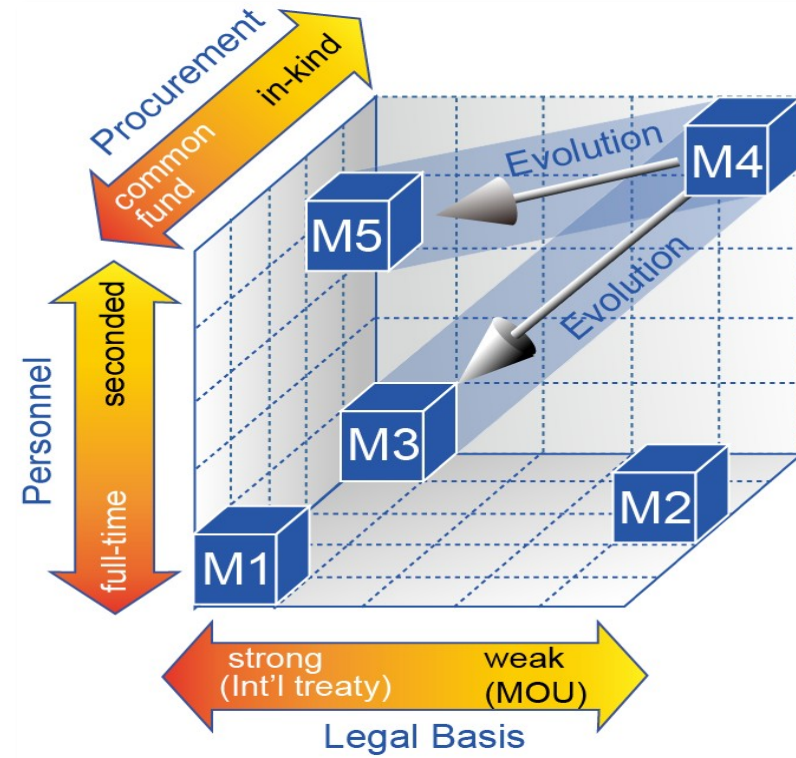 Procurement
in-kind
common
fund
Evolution
M4
M5
Evolution
Personnel
seconded
full-time
M3
M2
M1
strong
(Int'l treaty)
weak
(MOU)
Legal Basis